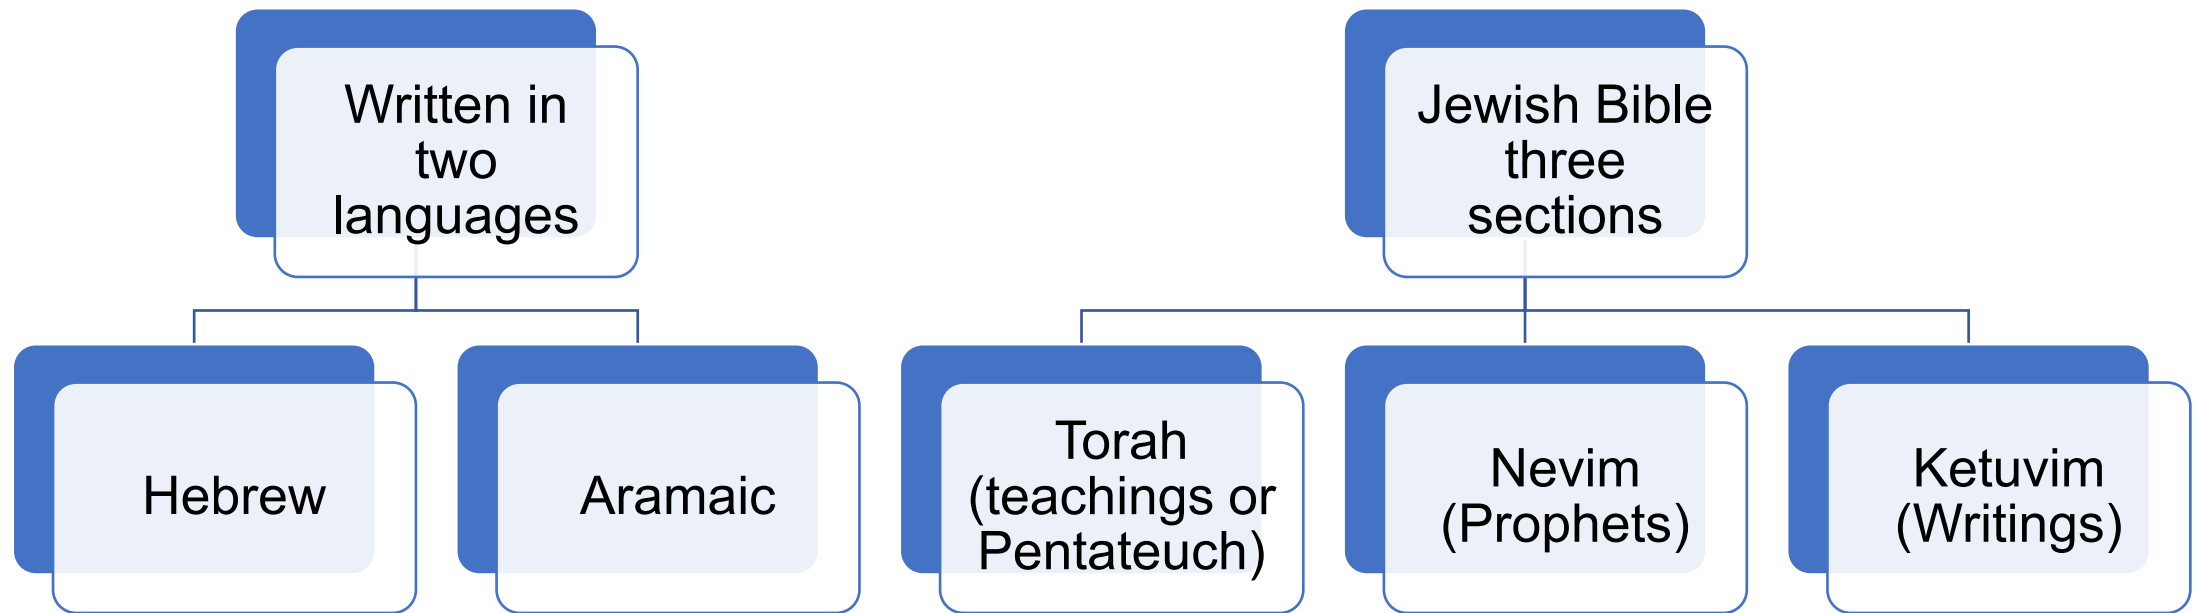 Written in
two
languages
Jewish Bible
three
sections
Hebrew
Aramaic
Torah
(teachings or
Pentateuch)
Nevim
(Prophets)
Ketuvim
(Writings)